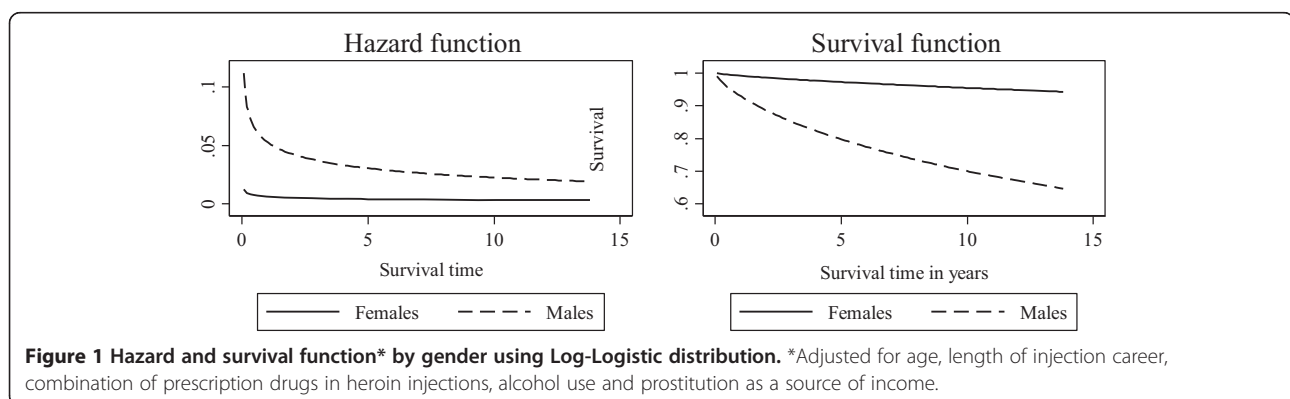 Hazard function
.1
.05
0
0 5 10 15
Survival time
Females Males
Survival function
Survival
1
.9
.8
.7
.6
0 5 10 15
Survival time in years
Females Males
Figure 1 Hazard and survival function* by gender using Log-Logistic distribution. *Adjusted for age, length of injection career,
combination of prescription drugs in heroin injections, alcohol use and prostitution as a source of income.